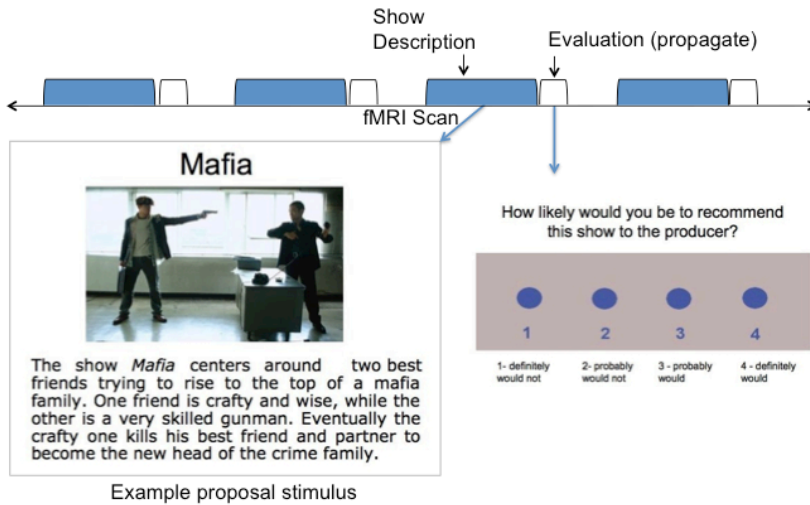 Show
Description
Evaluation (propagate)
fMRI Scan
Mafia
The show Mafia centers around two best
friends trying to rise to the top of a mafia
family. One friend is crafty and wise, while the
other is a very skilled gunman. Eventually the
crafty one kills his best friend and partner to
become the new head of the crime family.
Example proposal stimulus
How likely would you be to recommend
this show to the producer?
1 2 3 4
1- definitely would not
2- probably would not
3 - probably would
4 - definitely would